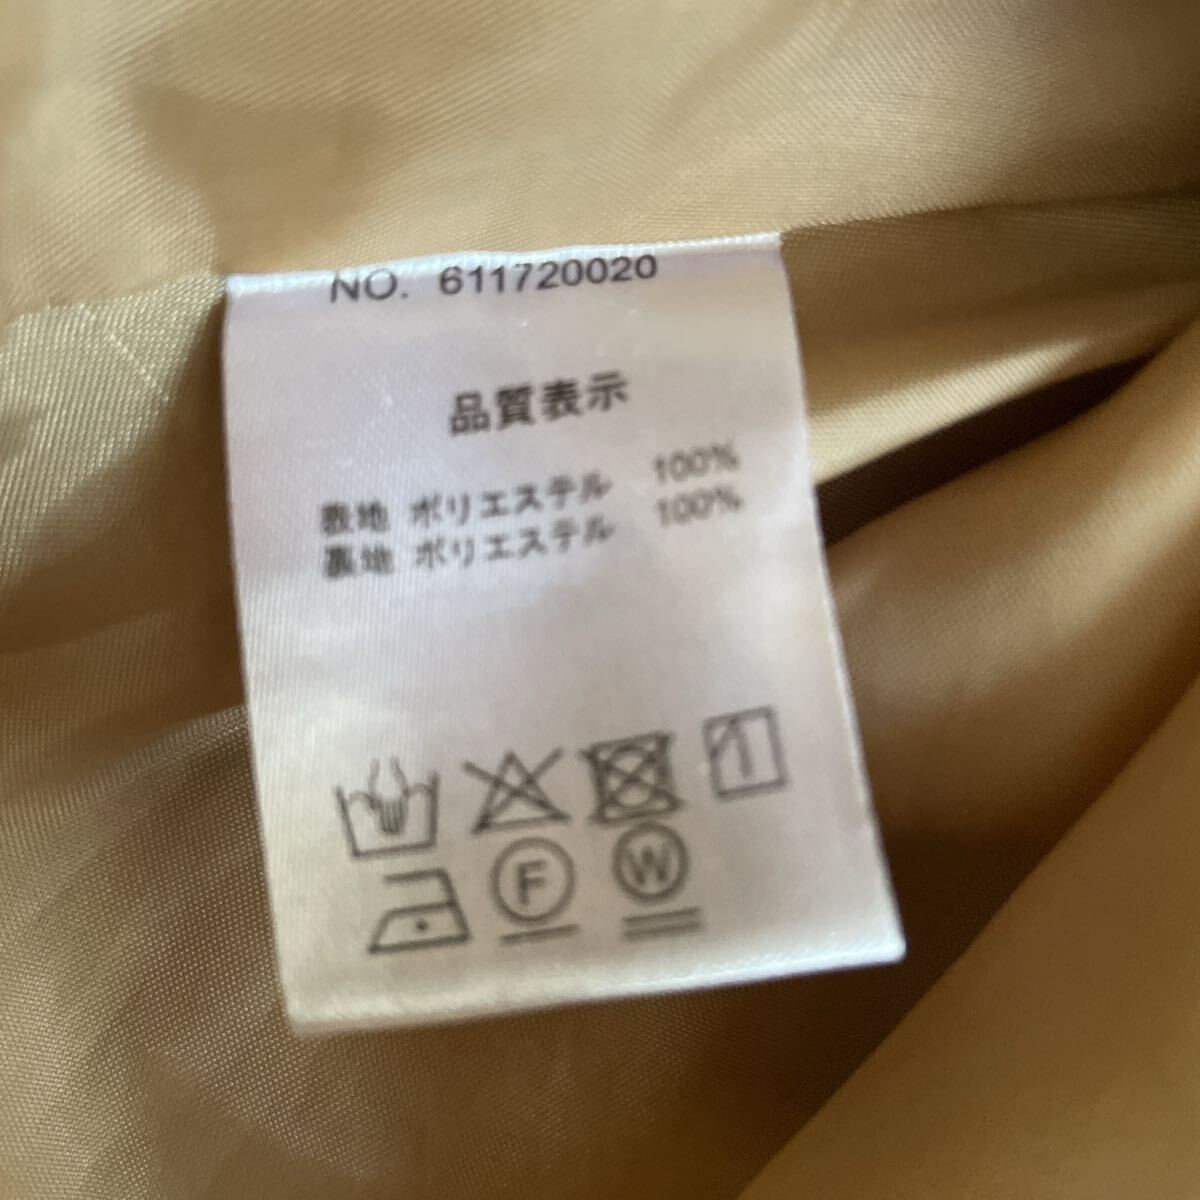 NO. 611720020
品質表示
表地 ポリエステル 100%
裏地 ポリエステル 100%
F
W